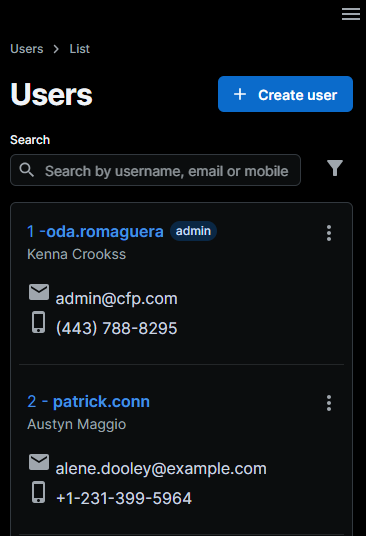 Users > List
Users
+ Create user
Search
Search by username, email or mobile
1 -oda.romaguera admin
Kenna Crookss
admin@cfp.com
(443) 788-8295
2 - patrick.conn
Austyn Maggio
alene.dooley@example.com
+1-231-399-5964